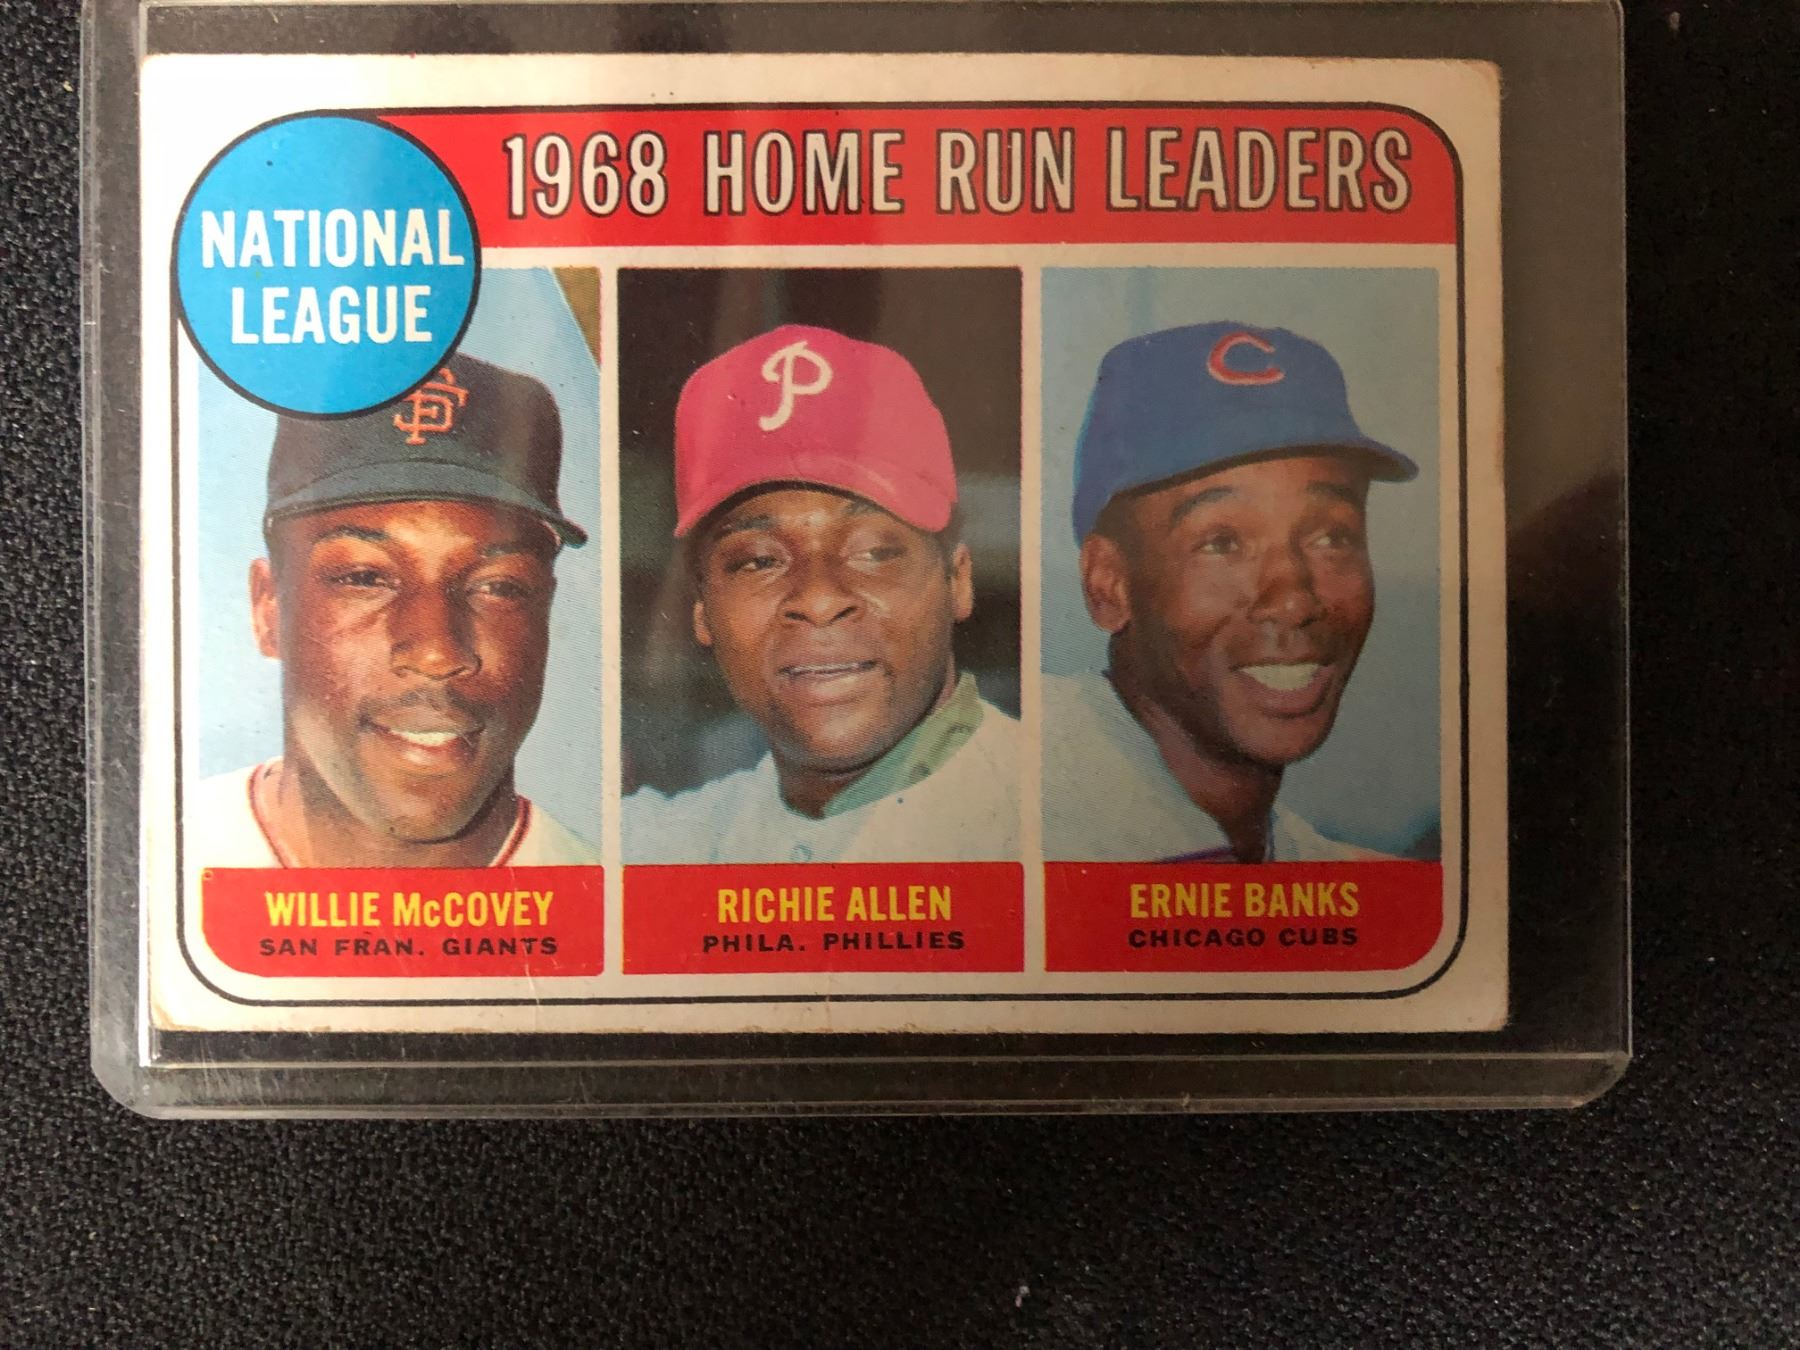 1968 HOME RUN LEADERS
NATIONAL
LEAGUE
SF
P
C
WILLIE McCOVEY
SAN FRAN. GIANTS
RICHIE ALLEN
PHILA. PHILLIES
ERNIE BANKS
CHICAGO CUBS